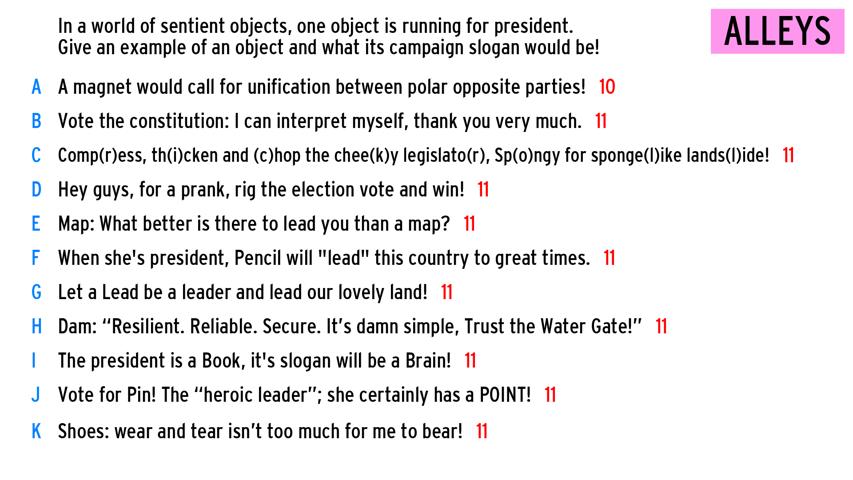 In a world of sentient objects, one object is running for president.
Give an example of an object and what its campaign slogan would be!
ALLEYS
A A magnet would call for unification between polar opposite parties! 10
B Vote the constitution: I can interpret myself, thank you very much. 11
C Comp(r)ess, th(i)cken and (c)hop the chee(k)y legislato(r), Sp(o)ngy for sponge(l)ike lands(l)ide! 11
D Hey guys, for a prank, rig the election vote and win! 11
E Map: What better is there to lead you than a map? 11
F When she's president, Pencil will "lead" this country to great times. 11
G Let a Lead be a leader and lead our lovely land! 11
H Dam: “Resilient. Reliable. Secure. It’s damn simple, Trust the Water Gate!” 11
I The president is a Book, it's slogan will be a Brain! 11
J Vote for Pin! The “heroic leader”; she certainly has a POINT! 11
K Shoes: wear and tear isn’t too much for me to bear! 11